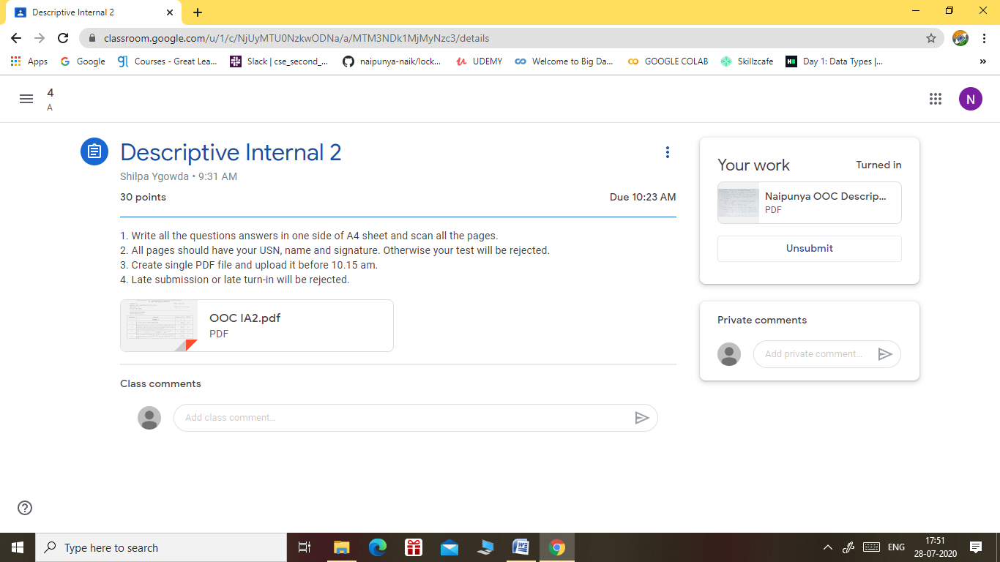 Descriptive Internal 2
classroom.google.com/u/1/c/NjUyMTU0NzkwODNa/a/MTM3NDk1MjMyNzc3/details
Apps Google Courses - Great Lea... Slack | cse_second_... naipunya-naik/lock... UDEMY Welcome to Big Da... GOOGLE COLAB Skillzcafe Day 1: Data Types |... »
4
A
N
Descriptive Internal 2
Shilpa Ygowda • 9:31 AM
30 points Due 10:23 AM
1. Write all the questions answers in one side of A4 sheet and scan all the pages.
2. All pages should have your USN, name and signature. Otherwise your test will be rejected.
3. Create single PDF file and upload it before 10.15 am.
4. Late submission or late turn-in will be rejected.
OOC IA2.pdf
PDF
Class comments
Add class comment...
Your work Turned in
Naipunya OOC Descrip...
PDF
Unsubmit
Private comments
Add private comment...
Type here to search
ENG
17:51
28-07-2020